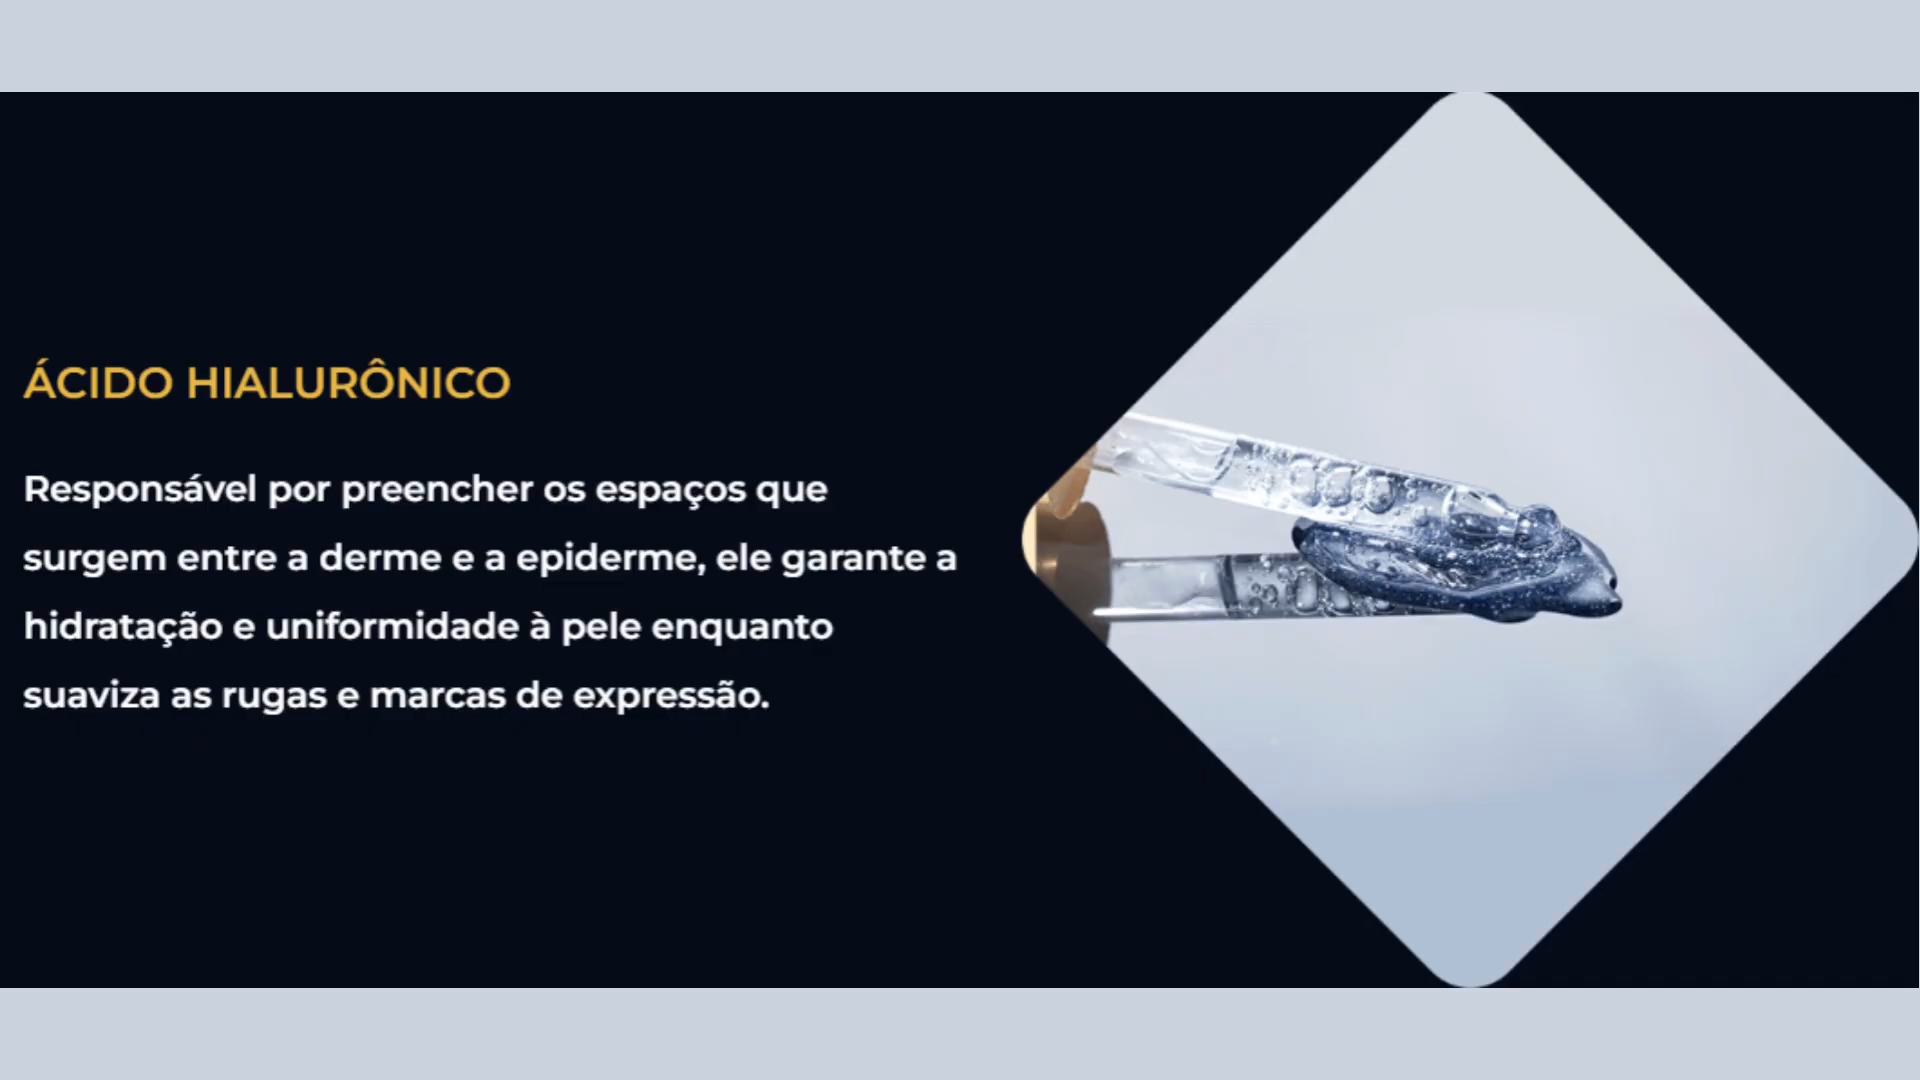 ÁCIDO HIALURÔNICO
Responsável por preencher os espaços que
surgem entre a derme e a epiderme, ele garante a
hidratação e uniformidade à pele enquanto
suaviza as rugas e marcas de expressão.